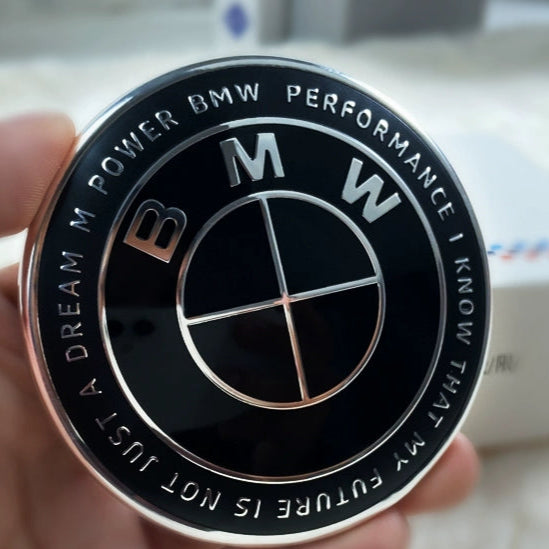 M POWER BMW PERFORMANCE I KNOW THAT MY FUTURE IS NOT JUST A DREAM
BMW